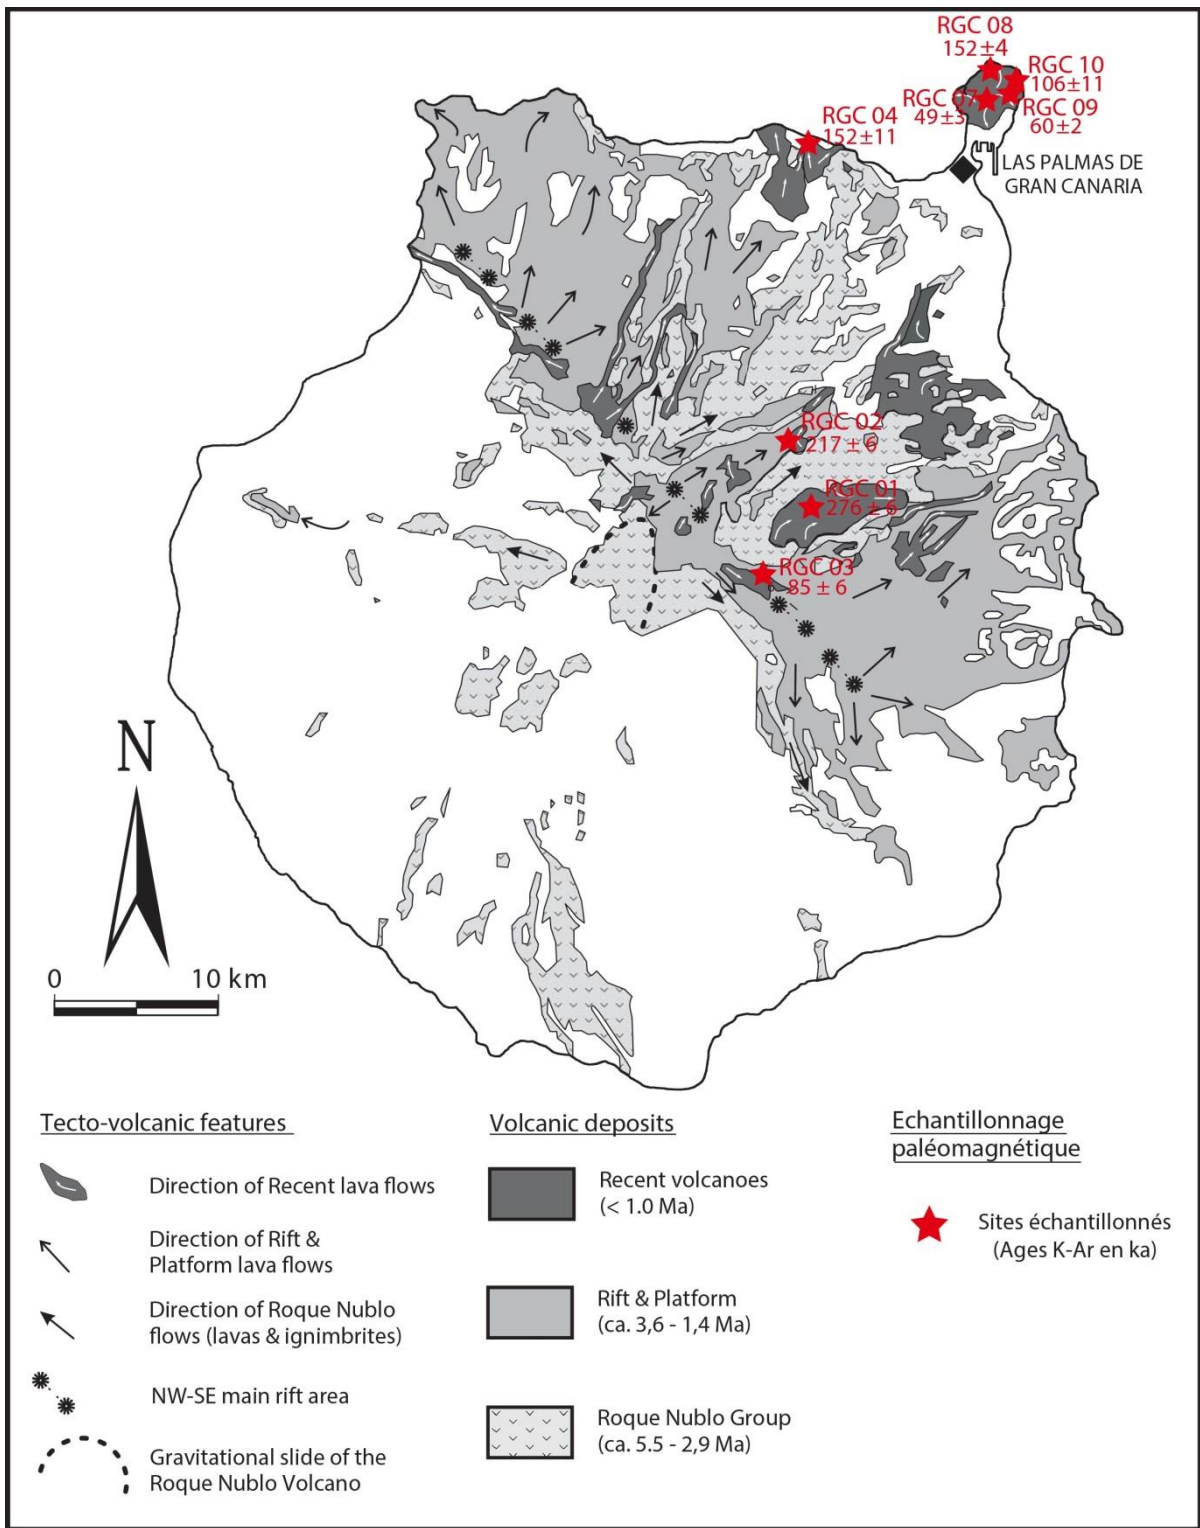 RGC 08
152±4
RGC 10
106±11
RGC 07
49±3
RGC 09
60±2
RGC 04
152±11
LAS PALMAS DE
GRAN CANARIA
RGC 02
217 ± 6
RGC 01
276 ± 6
RGC 03
85 ± 6
N
0 10 km
Tecto-volcanic features
Direction of Recent lava flows
Direction of Rift &
Platform lava flows
Direction of Roque Nublo
flows (lavas & ignimbrites)
NW-SE main rift area
Gravitational slide of the
Roque Nublo Volcano
Volcanic deposits
Recent volcanoes
(< 1.0 Ma)
Rift & Platform
(ca. 3,6 - 1,4 Ma)
Roque Nublo Group
(ca. 5.5 - 2,9 Ma)
Echantillonnage
paléomagnétique
Sites échantillonnés
(Ages K-Ar en ka)